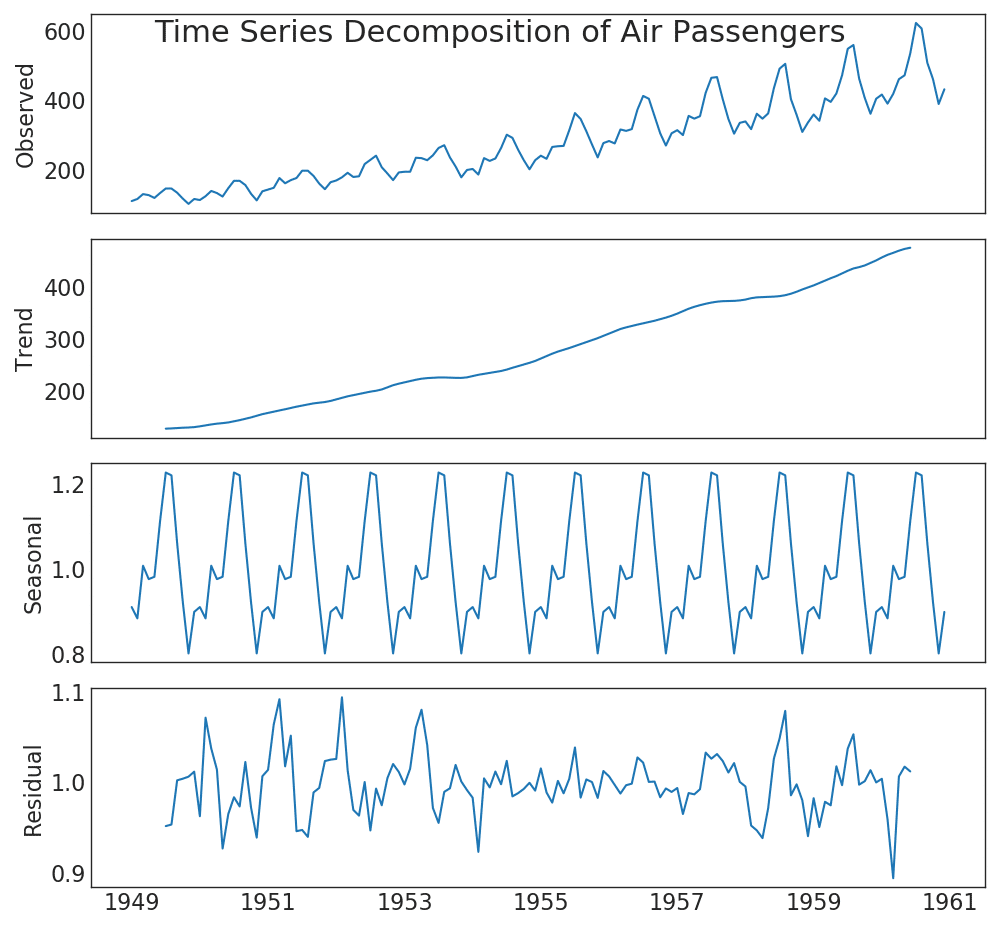 Time Series Decomposition of Air Passengers
Observed
600
400
200
Trend
400
300
200
Seasonal
1.2
1.0
0.8
Residual
1.1
1.0
0.9
1949 1951 1953 1955 1957 1959 1961